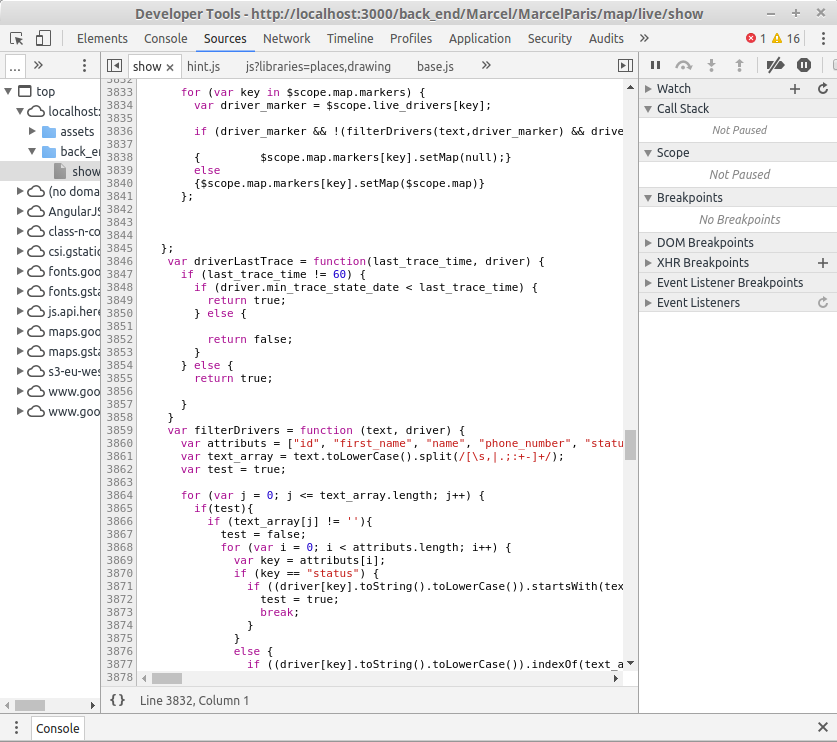 Developer Tools - http://localhost:3000/back_end/Marcel/MarcelParis/map/live/show
Elements Console Sources Network Timeline Profiles Application Security Audits » 1 16
... » show × hint.js js?libraries=places,drawing base.js »
top
localhost:
assets
back_en
show
(no doma
AngularJS
class-n-co
csi.gstatic
fonts.goo
fonts.gsta
js.api.here
maps.goo
maps.gsta
s3-eu-wes
www.goo
www.goo
3832
3833 for (var key in $scope.map.markers) {
3834 var driver_marker = $scope.live_drivers[key];
3835
3836 if (driver_marker && !(filterDrivers(text,driver_marker) && drive
3837
3838 { $scope.map.markers[key].setMap(null);}
3839 else
3840 {$scope.map.markers[key].setMap($scope.map)}
3841 };
3842
3843
3844
3845 };
3846 var driverLastTrace = function(last_trace_time, driver) {
3847 if (last_trace_time != 60) {
3848 if (driver.min_trace_state_date < last_trace_time) {
3849 return true;
3850 } else {
3851
3852 return false;
3853 }
3854 } else {
3855 return true;
3856
3857 }
3858 }
3859 var filterDrivers = function (text, driver) {
3860 var attributs = ["id", "first_name", "name", "phone_number", "statu
3861 var text_array = text.toLowerCase().split(/[\s,|.;:+-]+/);
3862 var test = true;
3863
3864 for (var j = 0; j <= text_array.length; j++) {
3865 if(test){
3866 if (text_array[j] != ''){
3867 test = false;
3868 for (var i = 0; i < attributs.length; i++) {
3869 var key = attributs[i];
3870 if (key == "status") {
3871 if ((driver[key].toString().toLowerCase()).startsWith(tex
3872 test = true;
3873 break;
3874 }
3875 }
3876 else {
3877 if ((driver[key].toString().toLowerCase()).indexOf(text_a
3878
{} Line 3832, Column 1
Watch
Call Stack
Not Paused
Scope
Not Paused
Breakpoints
No Breakpoints
DOM Breakpoints
XHR Breakpoints
Event Listener Breakpoints
Event Listeners
Console